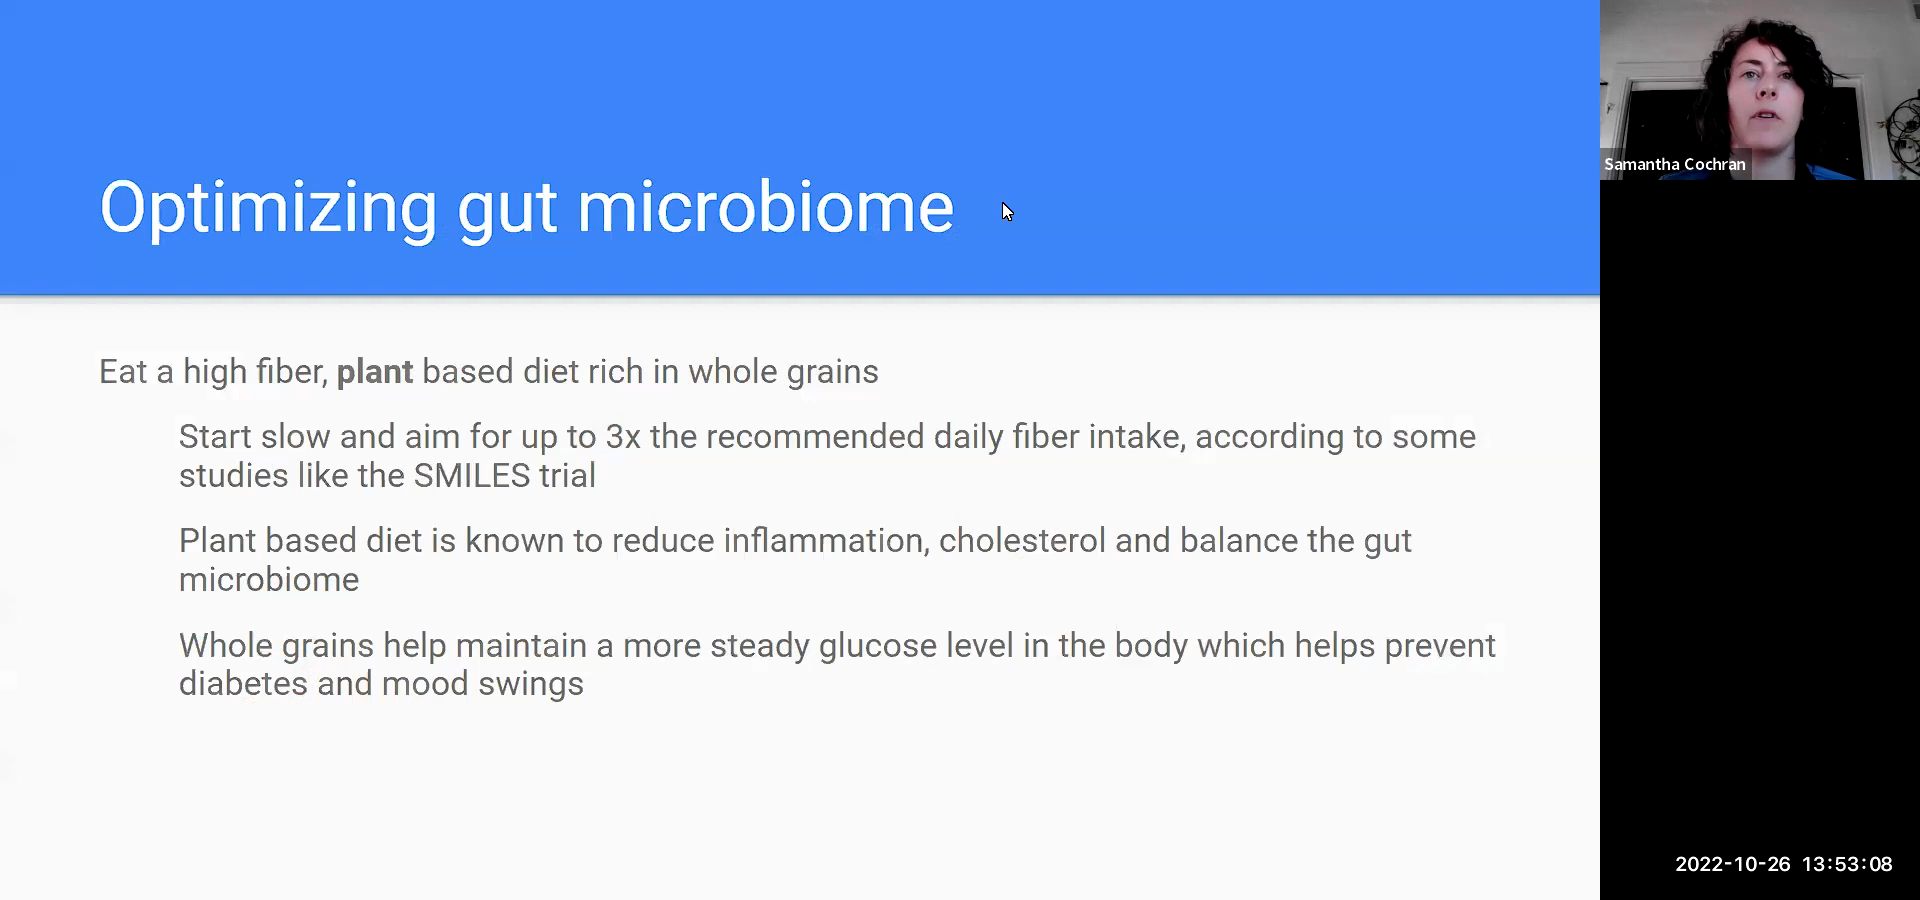 Optimizing gut microbiome
Samantha Cochran
Eat a high fiber, plant based diet rich in whole grains
Start slow and aim for up to 3x the recommended daily fiber intake, according to some
studies like the SMILES trial
Plant based diet is known to reduce inflammation, cholesterol and balance the gut
microbiome
Whole grains help maintain a more steady glucose level in the body which helps prevent
diabetes and mood swings
2022-10-26 13:53:08